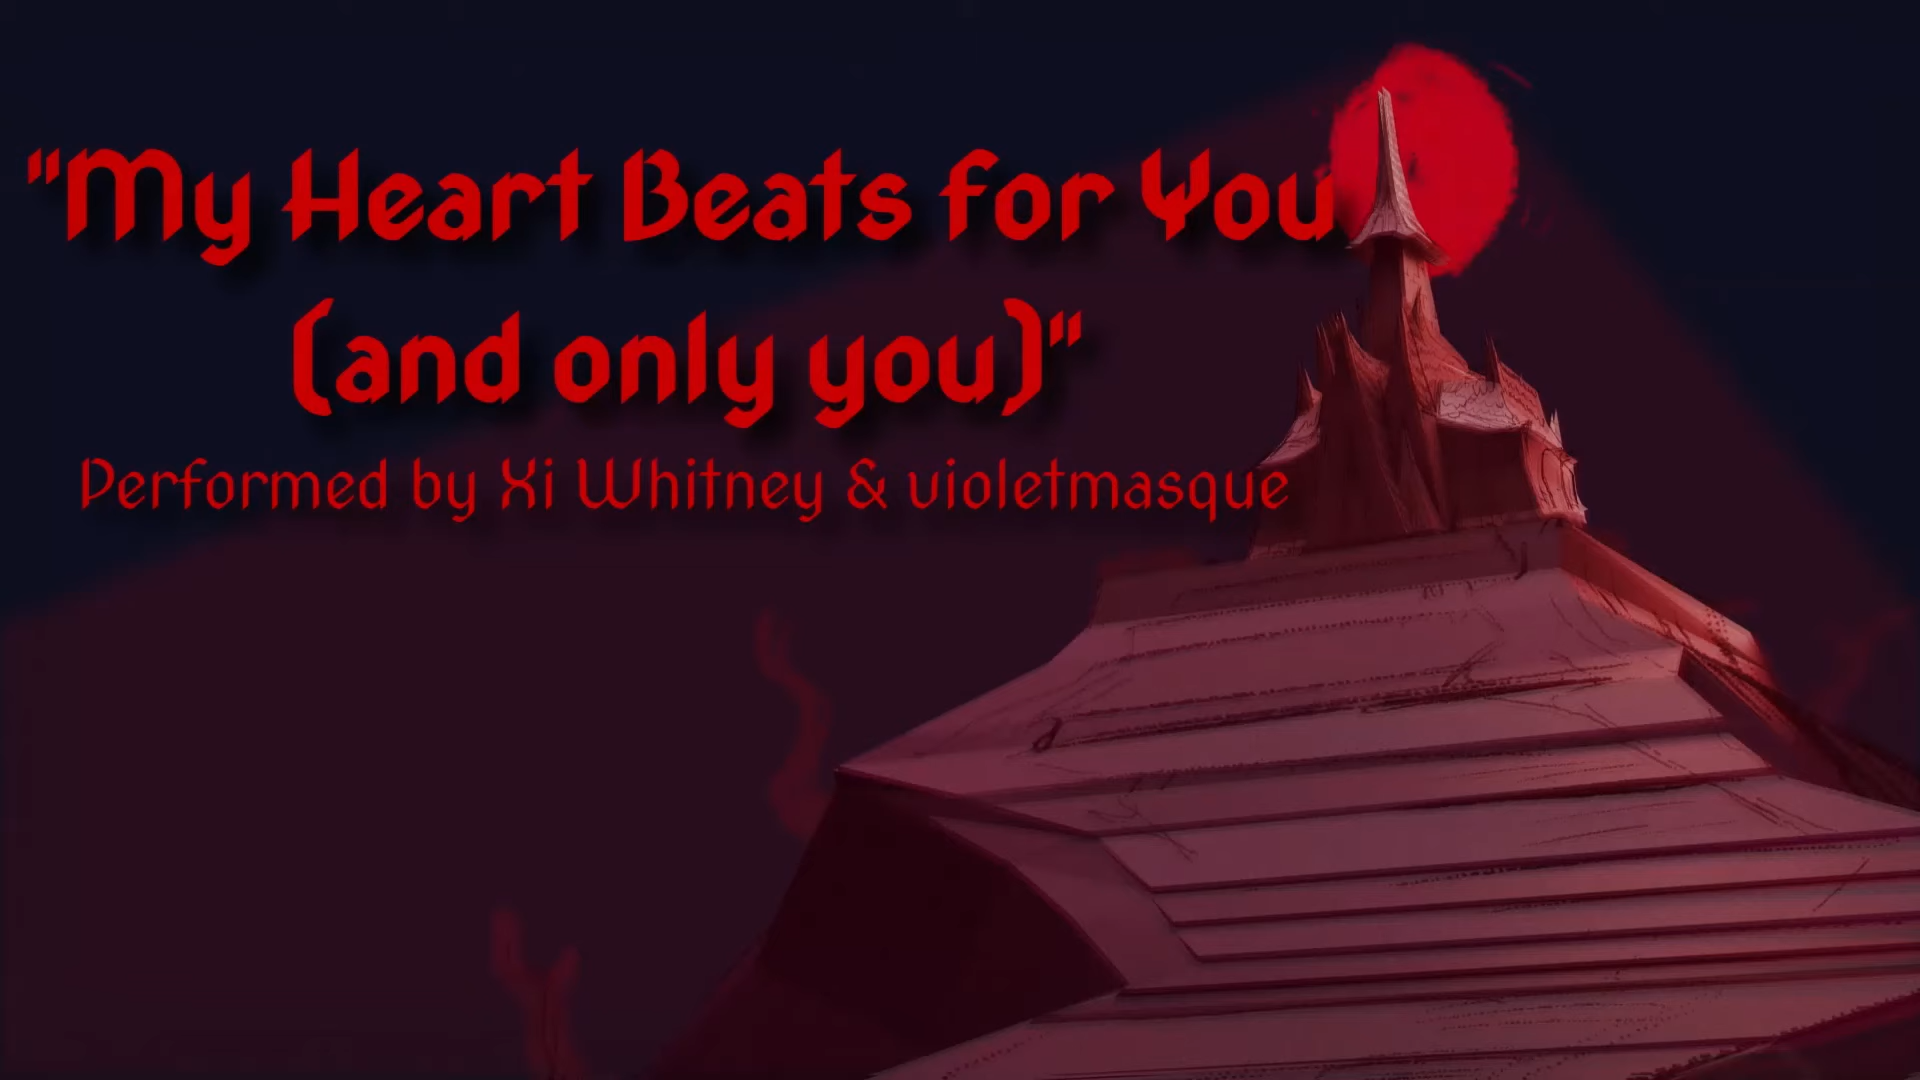 "My Heart Beats for You
(and only you)"
Performed by Xi Whitney & violetmasque